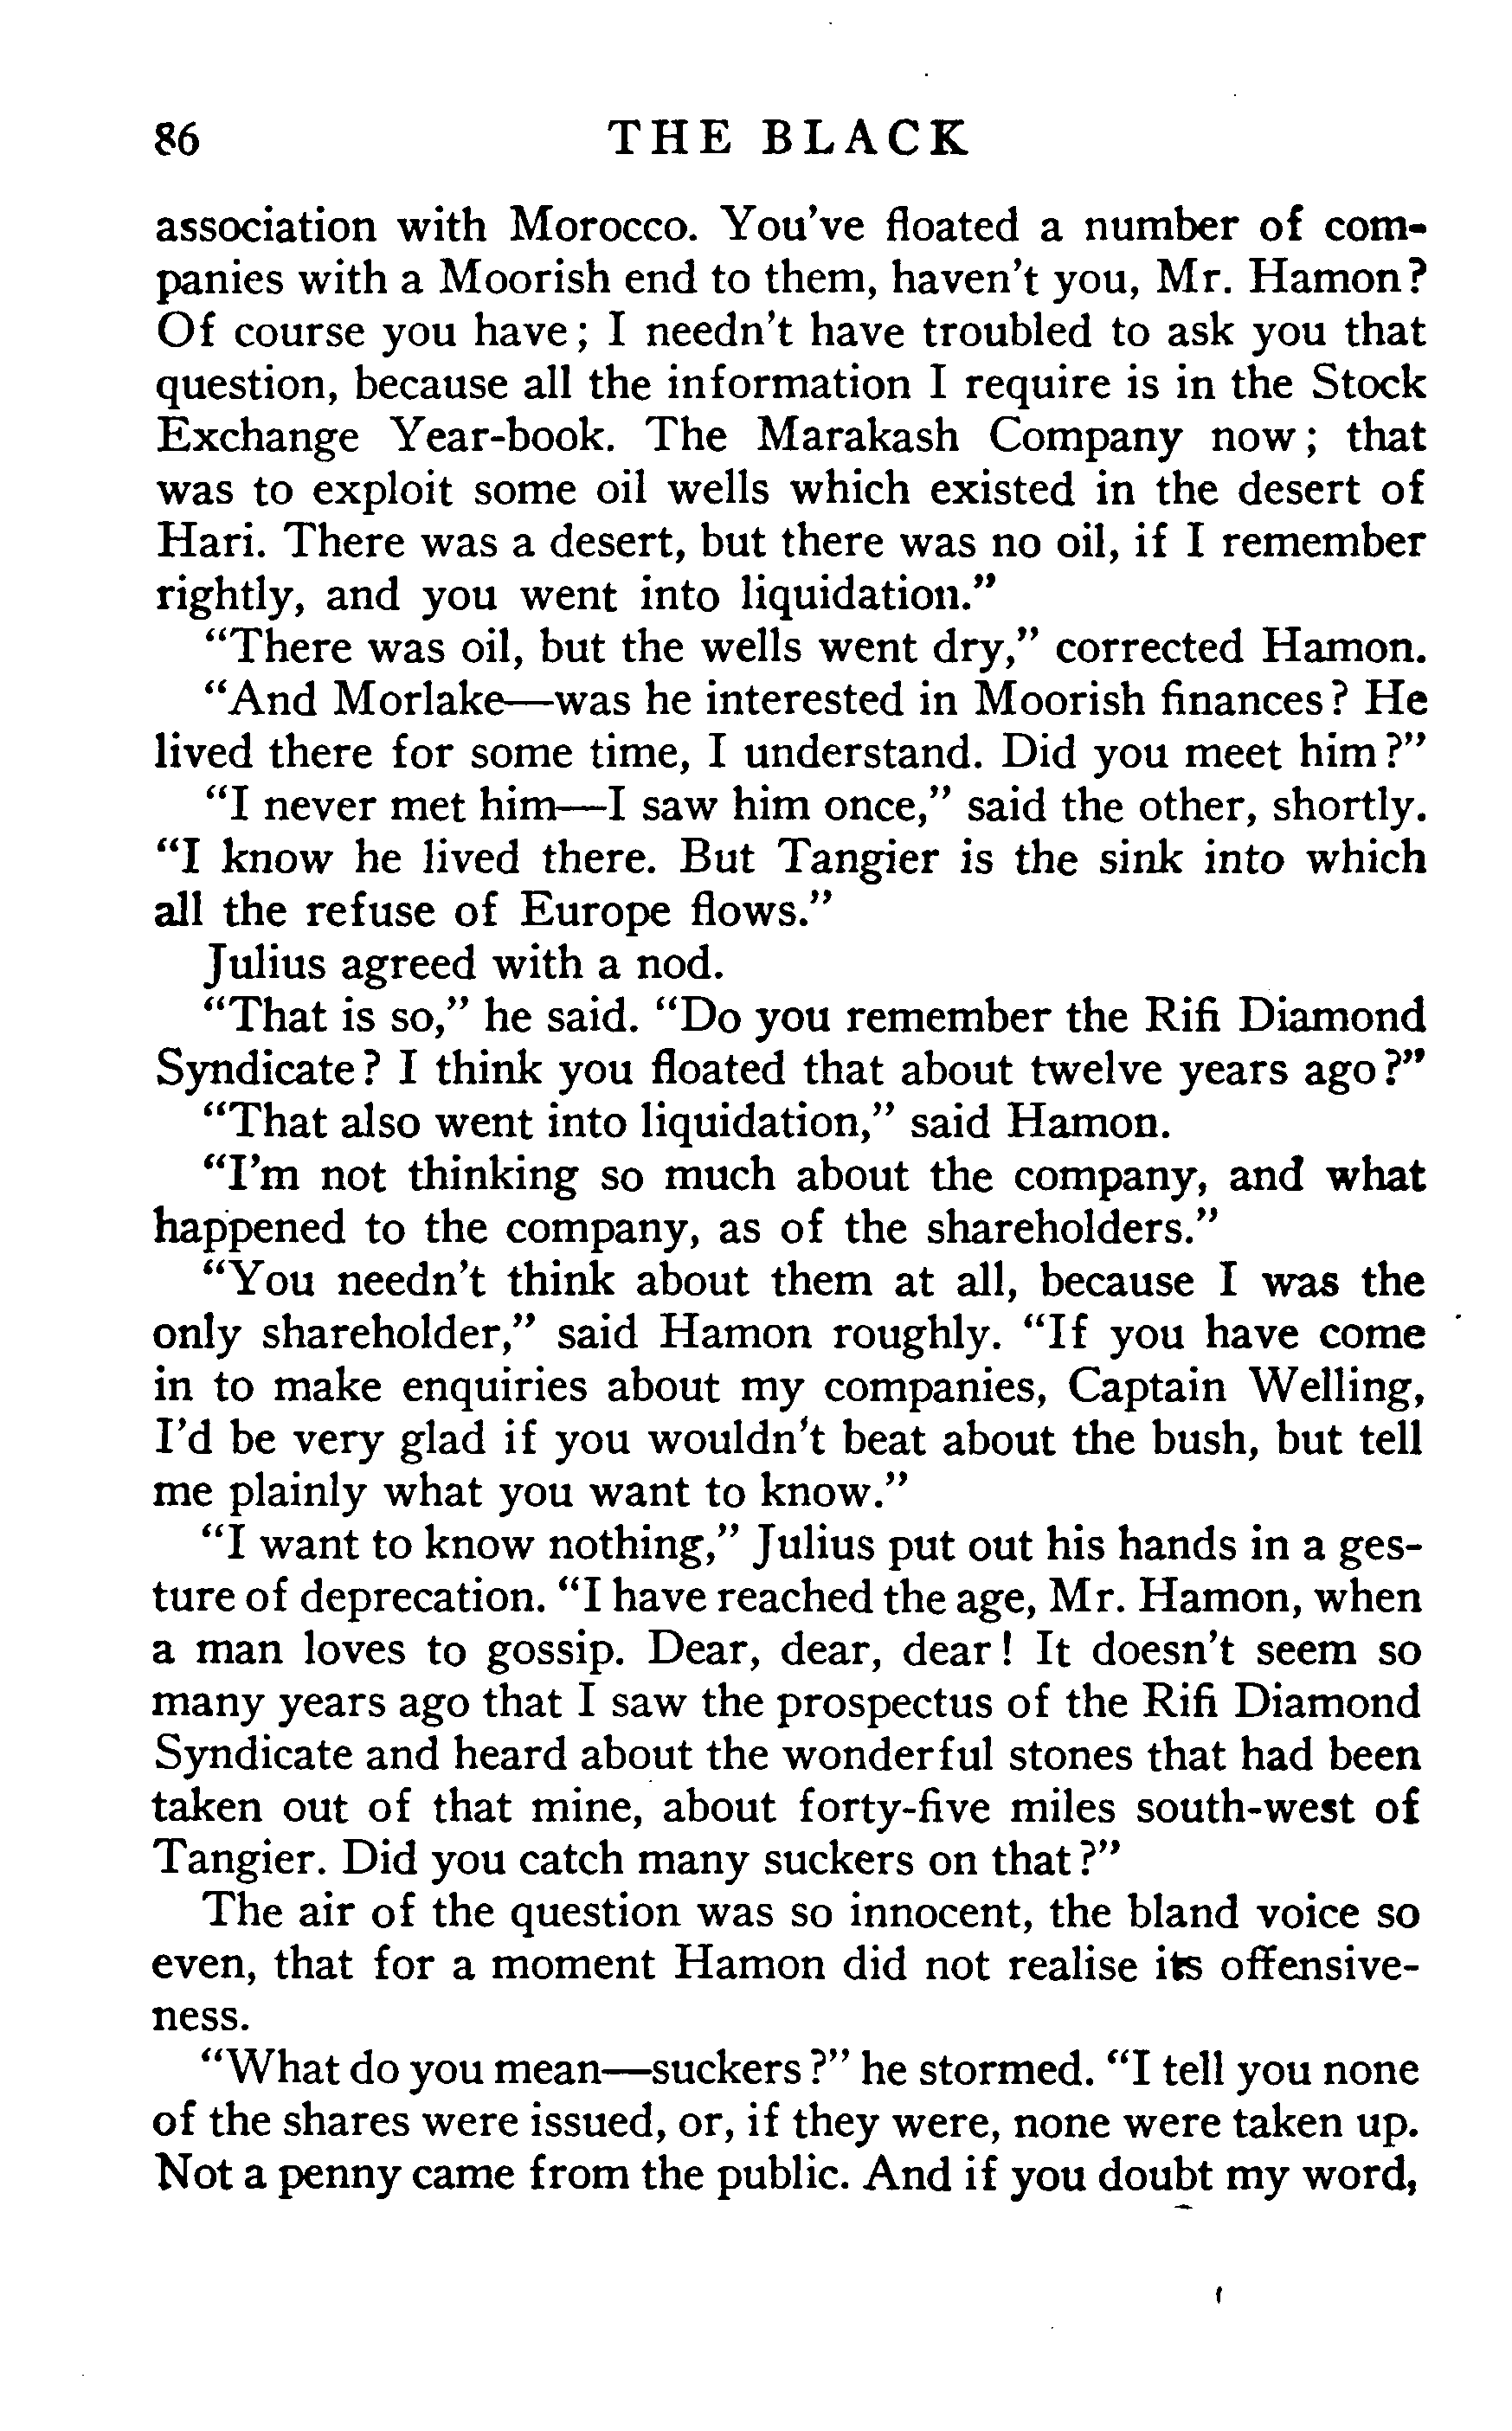 86 THE BLACK
association with Morocco. You've floated a number of com-
panies with a Moorish end to them, haven't you, Mr. Hamon?
Of course you have; I needn't have troubled to ask you that
question, because all the information I require is in the Stock
Exchange Year-book. The Marakash Company now; that
was to exploit some oil wells which existed in the desert of
Hari. There was a desert, but there was no oil, if I remember
rightly, and you went into liquidation."
"There was oil, but the wells went dry," corrected Hamon.
"And Morlake—was he interested in Moorish finances? He
lived there for some time, I understand. Did you meet him?"
"I never met him—I saw him once," said the other, shortly.
"I know he lived there. But Tangier is the sink into which
all the refuse of Europe flows."
Julius agreed with a nod.
"That is so," he said. "Do you remember the Rifi Diamond
Syndicate? I think you floated that about twelve years ago?"
"That also went into liquidation," said Hamon.
"I'm not thinking so much about the company, and what
happened to the company, as of the shareholders."
"You needn't think about them at all, because I was the
only shareholder," said Hamon roughly. "If you have come
in to make enquiries about my companies, Captain Welling,
I'd be very glad if you wouldn't beat about the bush, but tell
me plainly what you want to know."
"I want to know nothing," Julius put out his hands in a ges-
ture of deprecation. "I have reached the age, Mr. Hamon, when
a man loves to gossip. Dear, dear, dear! It doesn't seem so
many years ago that I saw the prospectus of the Rifi Diamond
Syndicate and heard about the wonderful stones that had been
taken out of that mine, about forty-five miles south-west of
Tangier. Did you catch many suckers on that?"
The air of the question was so innocent, the bland voice so
even, that for a moment Hamon did not realise its offensive-
ness.
"What do you mean—suckers?" he stormed. "I tell you none
of the shares were issued, or, if they were, none were taken up.
Not a penny came from the public. And if you doubt my word,